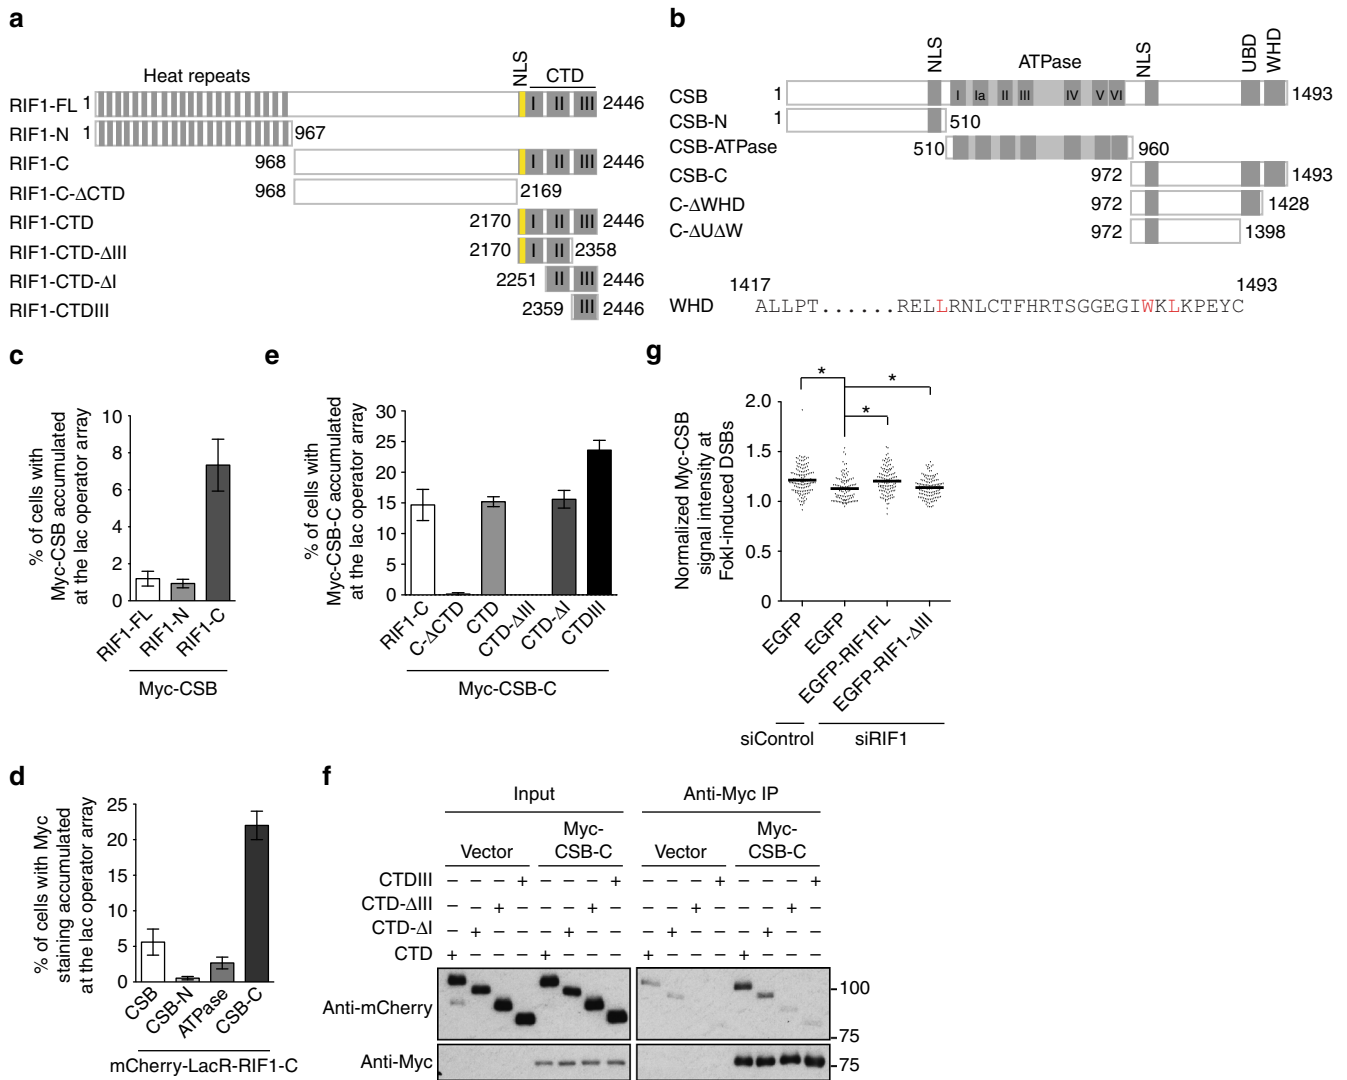 a
Heat repeats
NLS
CTD
RIF1-FL 1 I II III 2446
RIF1-N 1 967
RIF1-C 968 I II III 2446
RIF1-C-ΔCTD 968 2169
RIF1-CTD 2170 I II III 2446
RIF1-CTD-ΔIII 2170 I II 2358
RIF1-CTD-ΔI 2251 II III 2446
RIF1-CTDIII 2359 III 2446
b
NLS ATPase NLS UBD WHD
CSB 1 I Ia II III IV V VI 1493
CSB-N 1 510
CSB-ATPase 510 960
CSB-C 972 1493
C-ΔWHD 972 1428
C-ΔUΔW 972 1398
1417 1493
WHD ALLPT......RELLRNLCTFHRTSGGEGIWKLKPEYC
c
% of cells with
Myc-CSB accumulated
at the lac operator array
10
8
6
4
2
0
RIF1-FL
RIF1-N
RIF1-C
Myc-CSB
e
% of cells with
Myc-CSB-C accumulated
at the lac operator array
30
25
20
15
10
5
0
RIF1-C
C-ΔCTD
CTD
CTD-ΔIII
CTD-ΔI
CTDIII
Myc-CSB-C
g
Normalized Myc-CSB
signal intensity at
FokI-induced DSBs
2.0
1.5
1.0
0.5
0
* * *
EGFP
EGFP
EGFP-RIF1FL
EGFP-RIF1-ΔIII
siControl siRIF1
d
% of cells with Myc
staining accumulated
at the lac operator array
25
20
15
10
5
0
CSB
CSB-N
ATPase
CSB-C
mCherry-LacR-RIF1-C
f
Input Anti-Myc IP
Vector Myc-CSB-C Vector Myc-CSB-C
CTDIII – – – + – – – + – – – + – – – +
CTD-ΔIII – – + – – – + – – – + – – – + –
CTD-ΔI – + – – – + – – – + – – – + – –
CTD + – – – + – – – + – – – + – – –
Anti-mCherry
100
75
Anti-Myc
75